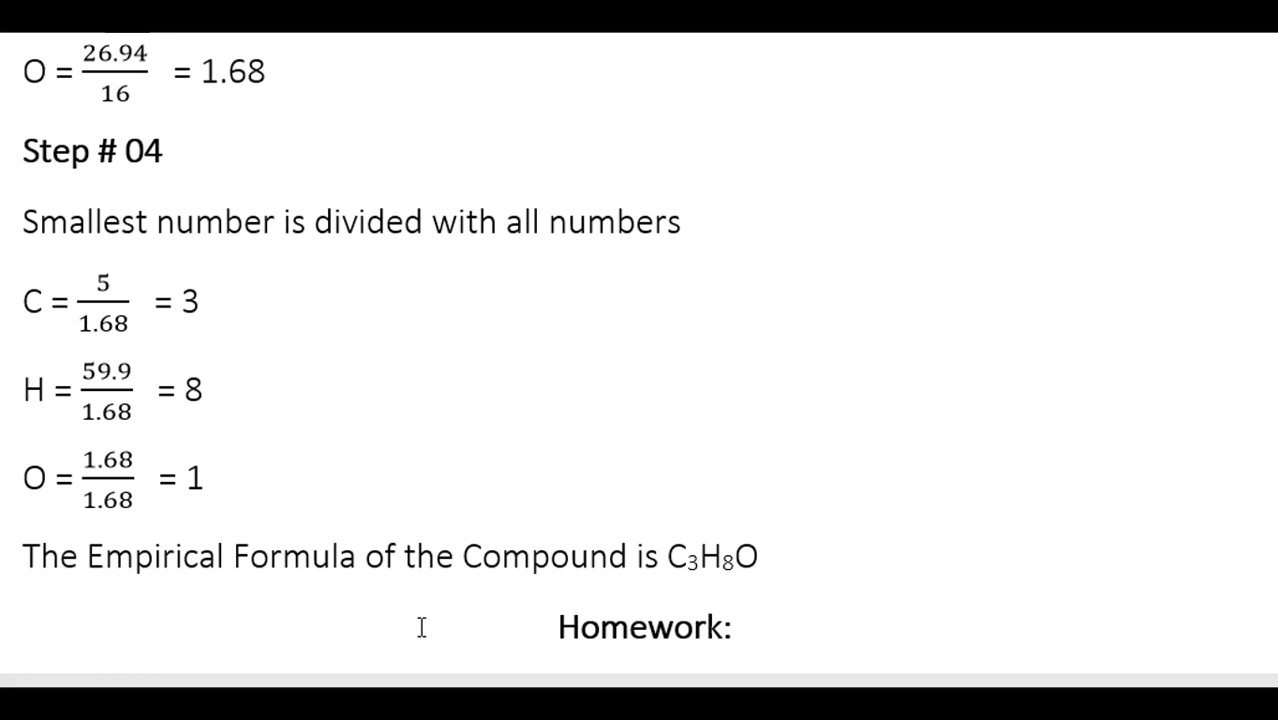 O = 26.94/16 = 1.68
Step # 04
Smallest number is divided with all numbers
C = 5/1.68 = 3
H = 59.9/1.68 = 8
O = 1.68/1.68 = 1
The Empirical Formula of the Compound is C₃H₈O
Homework: